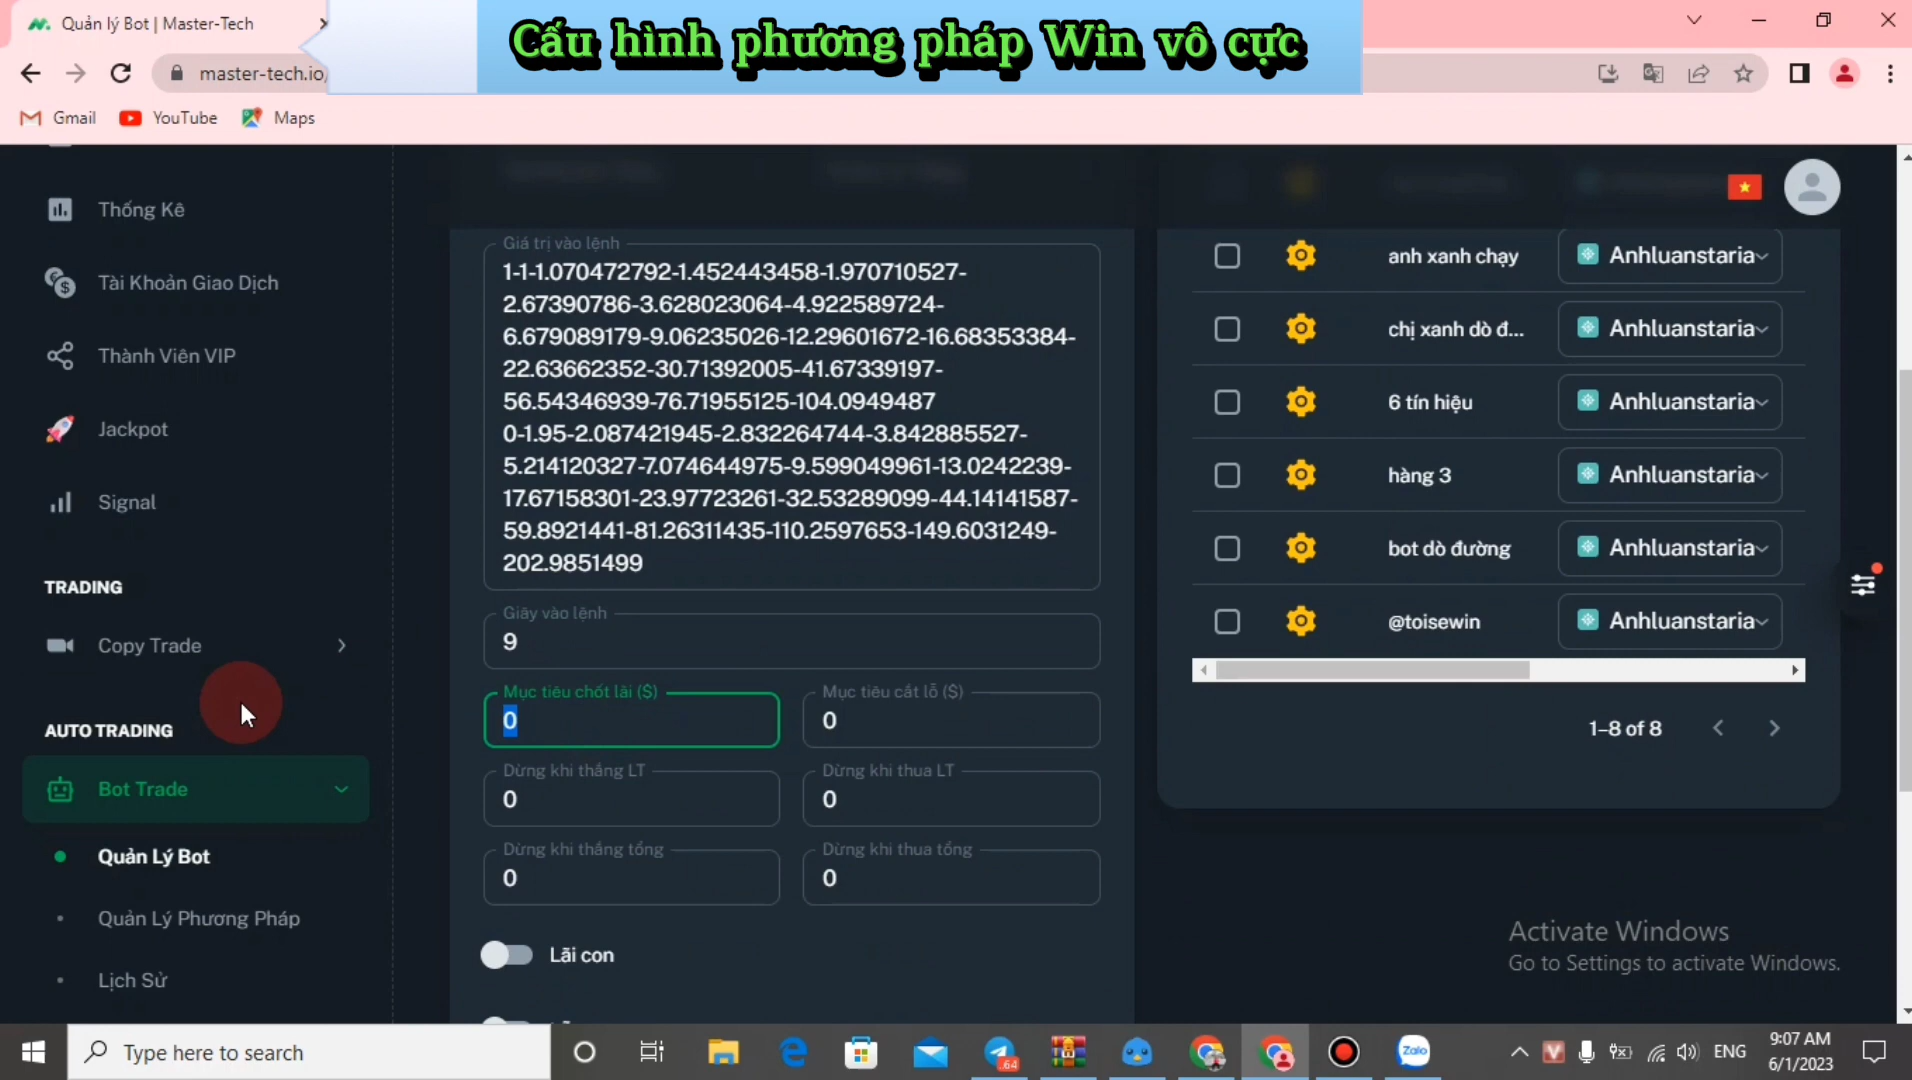 Quản lý Bot | Master-Tech
Cấu hình phương pháp Win vô cực
master-tech.io/
Gmail
YouTube
Maps
Thống Kê
Tài Khoản Giao Dịch
Thành Viên VIP
Jackpot
Signal
TRADING
Copy Trade
AUTO TRADING
Bot Trade
Quản Lý Bot
Quản Lý Phương Pháp
Lịch Sử
Giá trị vào lệnh
1-1-1.070472792-1.452443458-1.970710527-
2.67390786-3.628023064-4.922589724-
6.679089179-9.06235026-12.29601672-16.68353384-
22.63662352-30.71392005-41.67339197-
56.54346939-76.71955125-104.0949487
0-1.95-2.087421945-2.832264744-3.842885527-
5.214120327-7.074644975-9.599049961-13.0242239-
17.67158301-23.97723261-32.53289099-44.14141587-
59.8921441-81.26311435-110.2597653-149.6031249-
202.9851499
Giây vào lệnh
9
Mục tiêu chốt lãi ($)
0
Mục tiêu cắt lỗ ($)
0
Dừng khi thắng LT
0
Dừng khi thua LT
0
Dừng khi thắng tổng
0
Dừng khi thua tổng
0
Lãi con
anh xanh chạy
Anhluanstaria
chị xanh dò đ...
Anhluanstaria
6 tín hiệu
Anhluanstaria
hàng 3
Anhluanstaria
bot dò đường
Anhluanstaria
@toisewin
Anhluanstaria
1–8 of 8
Activate Windows
Go to Settings to activate Windows.
Type here to search
.64
Zalo
ENG
9:07 AM
6/1/2023